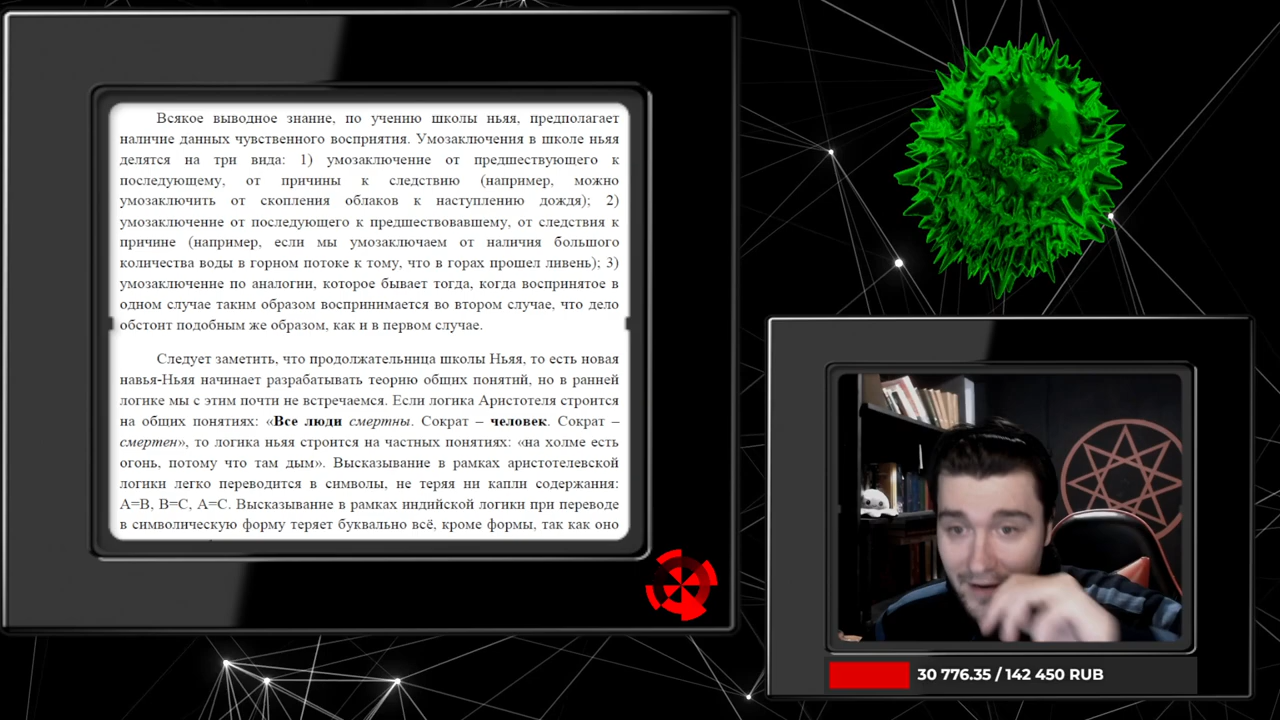 Всякое выводное знание, по учению школы ньяя, предполагает
наличие данных чувственного восприятия. Умозаключения в школе ньяя
делятся на три вида: 1) умозаключение от предшествующего к
последующему, от причины к следствию (например, можно
умозаключить от скопления облаков к наступлению дождя); 2)
умозаключение от последующего к предшествовавшему, от следствия к
причине (например, если мы умозаключаем от наличия большого
количества воды в горном потоке к тому, что в горах прошел ливень); 3)
умозаключение по аналогии, которое бывает тогда, когда воспринятое в
одном случае таким образом воспринимается во втором случае, что дело
обстоит подобным же образом, как и в первом случае.
Следует заметить, что продолжательница школы Ньяя, то есть новая
навья-Ньяя начинает разрабатывать теорию общих понятий, но в ранней
логике мы с этим почти не встречаемся. Если логика Аристотеля строится
на общих понятиях: «Все люди смертны. Сократ – человек. Сократ –
смертен», то логика ньяя строится на частных понятиях: «на холме есть
огонь, потому что там дым». Высказывание в рамках аристотелевской
логики легко переводится в символы, не теряя ни капли содержания:
А=В, В=С, А=С. Высказывание в рамках индийской логики при переводе
в символическую форму теряет буквально всё, кроме формы, так как оно
30 776.35 / 142 450 RUB